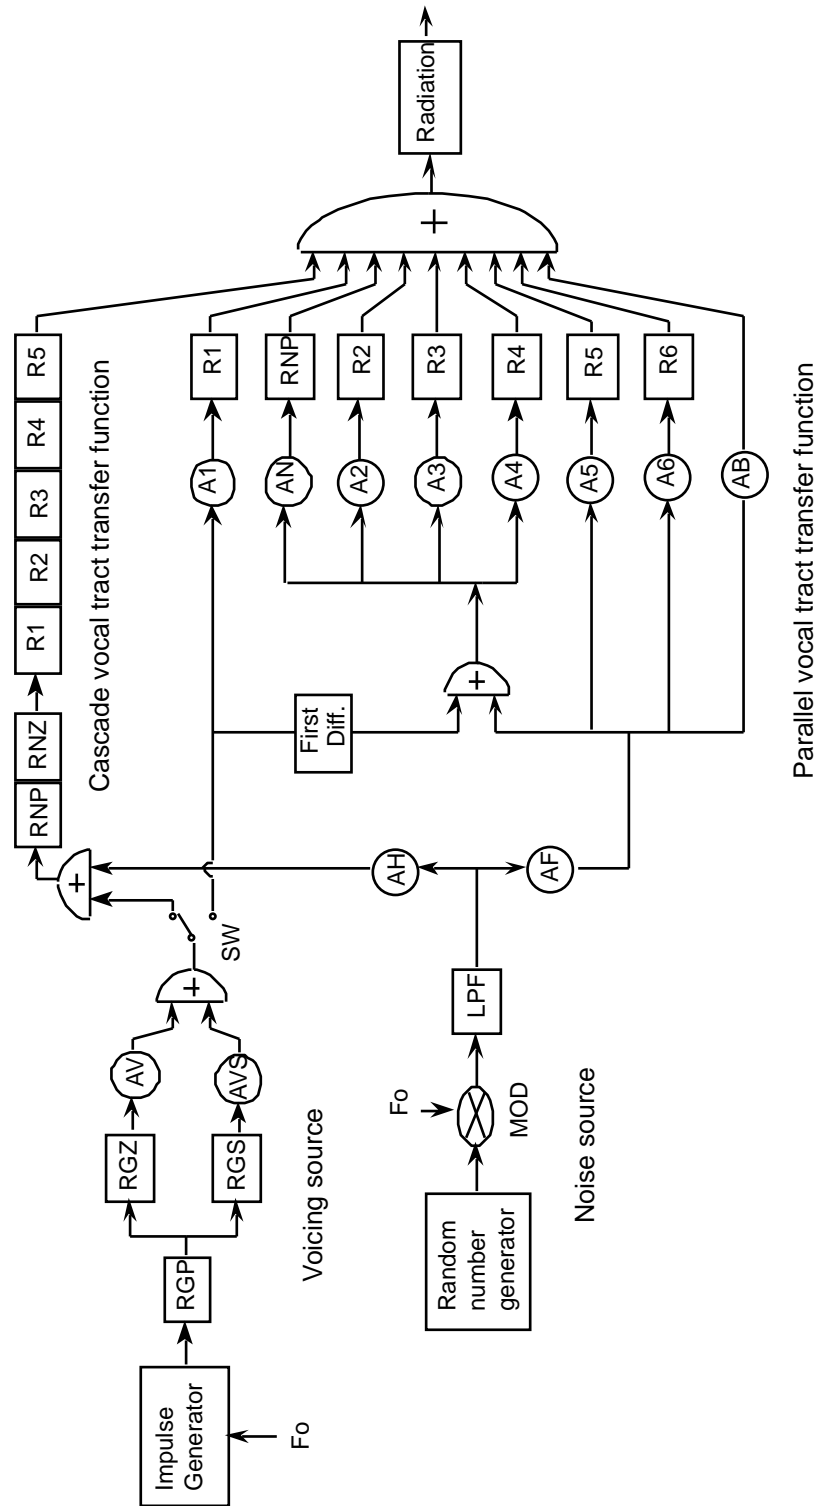 Impulse
Generator
Fo
RGP
RGZ
RGS
AV
AVS
+
SW
Voicing source
Random
number
generator
Fo
MOD
LPF
Noise source
AH
AF
+
RNP
RNZ
R1
R2
R3
R4
R5
Cascade vocal tract transfer function
First
Diff.
+
A1
AN
A2
A3
A4
A5
A6
AB
R1
RNP
R2
R3
R4
R5
R6
Parallel vocal tract transfer function
+
Radiation